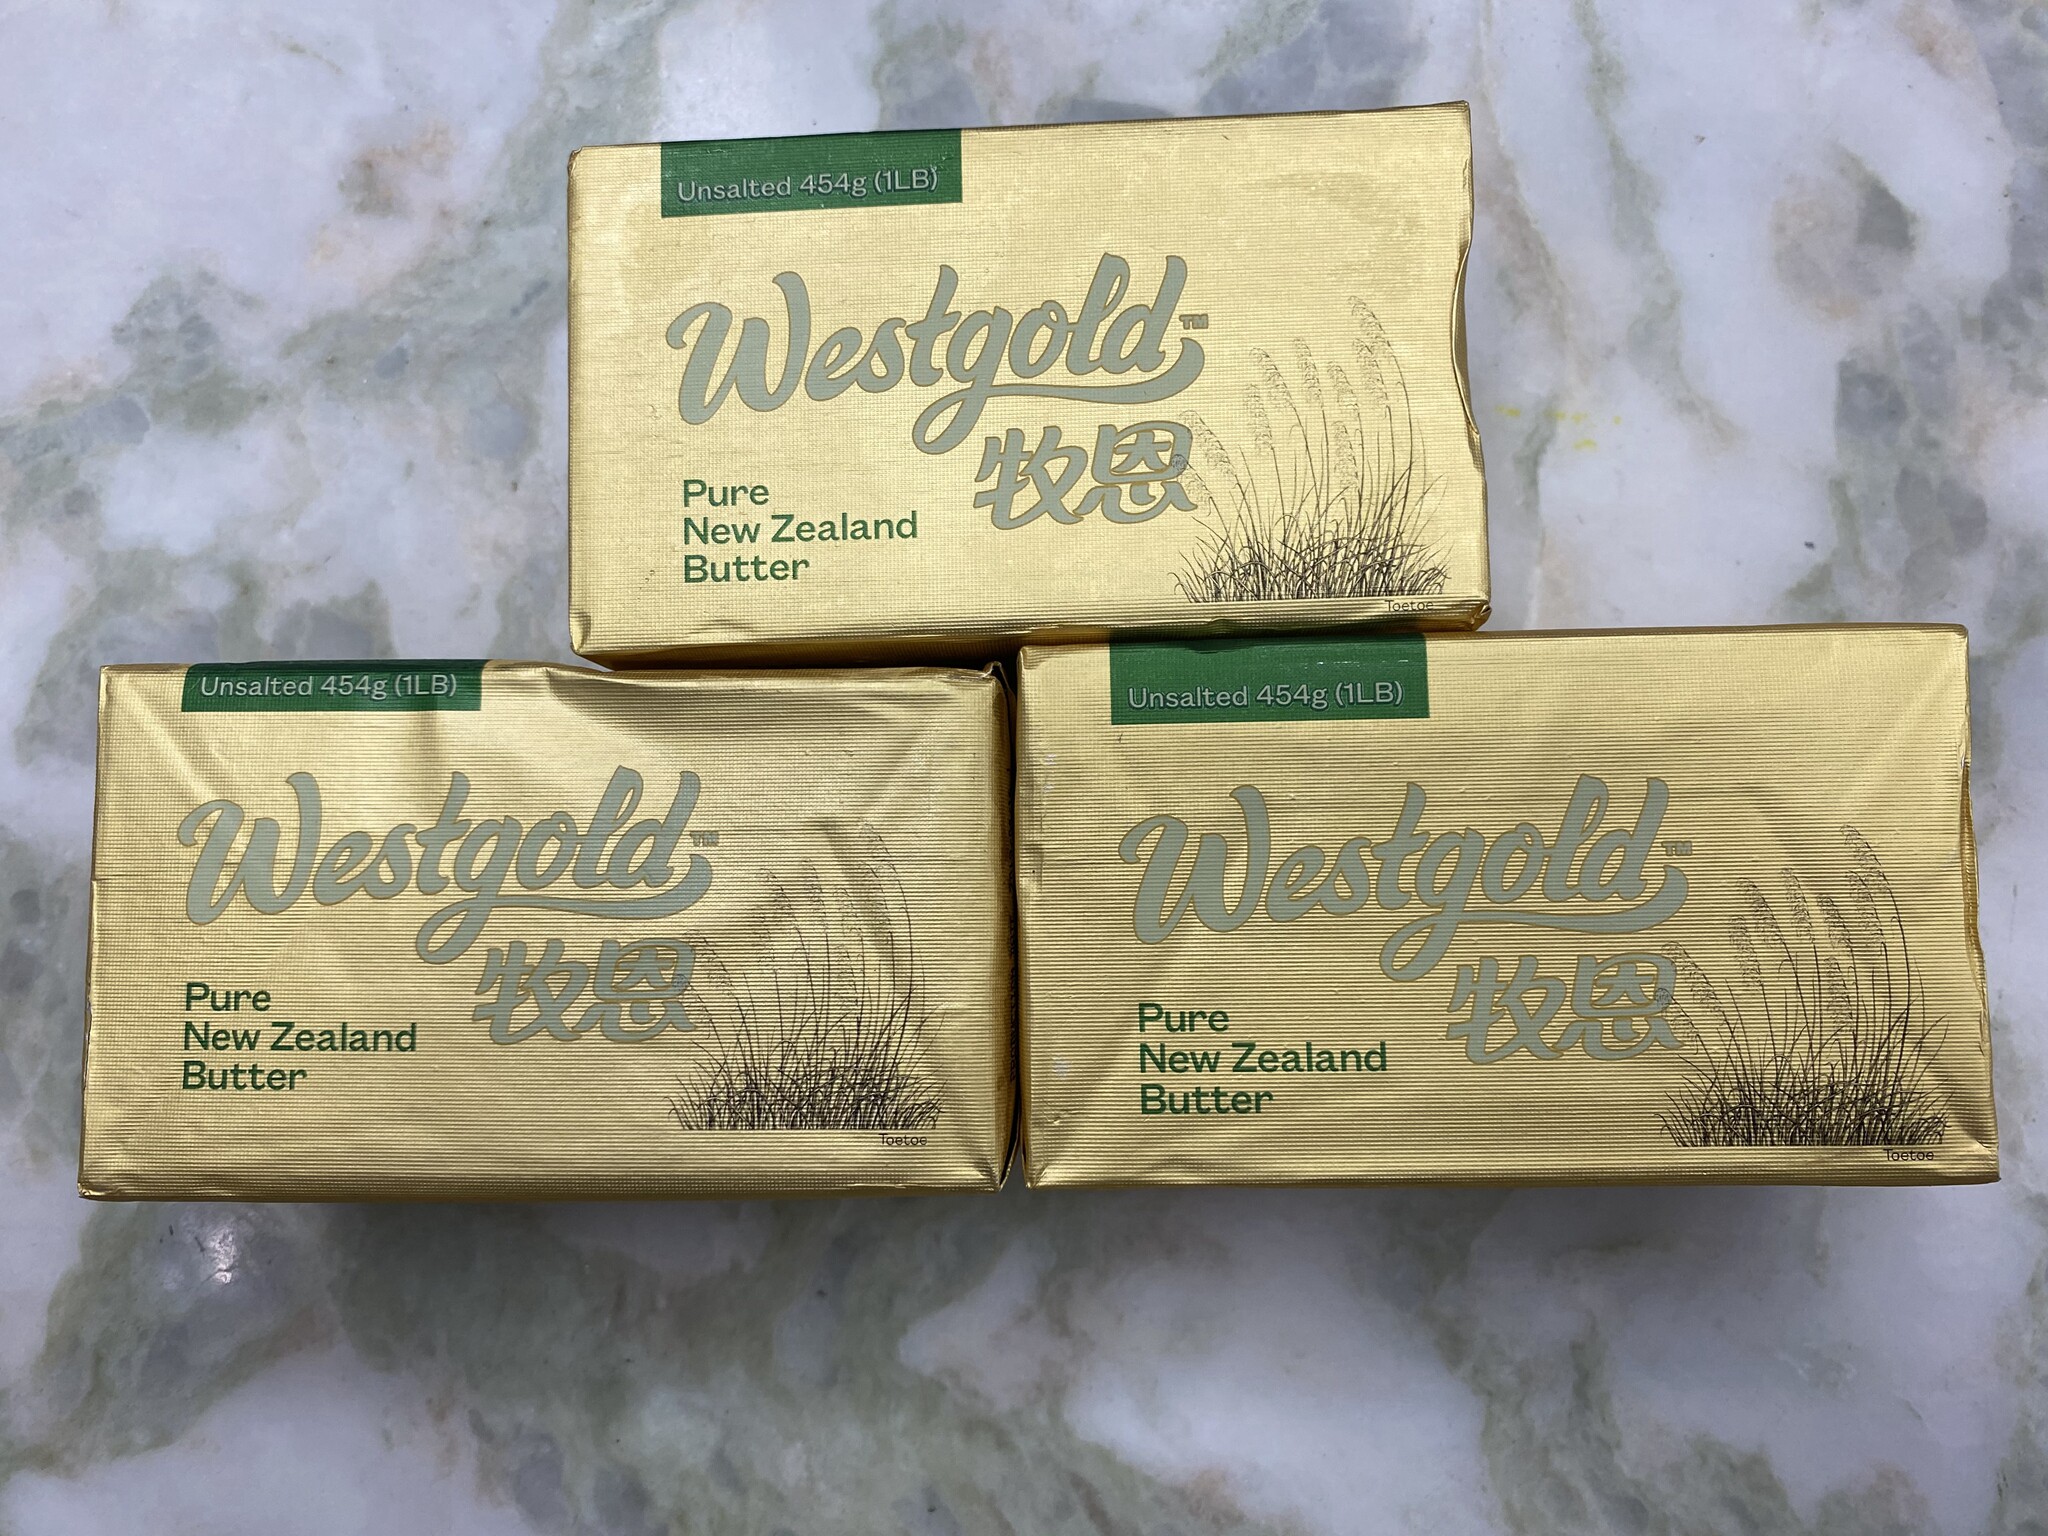 Unsalted 454g (1LB)
Westgold™
牧恩
Pure
New Zealand
Butter
Toetoe
Unsalted 454g (1LB)
Westgold™
牧恩
Pure
New Zealand
Butter
Toetoe
Unsalted 454g (1LB)
Westgold™
牧恩
Pure
New Zealand
Butter
Toetoe